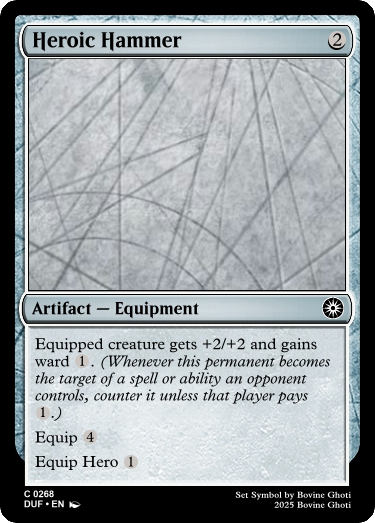 Heroic Hammer 2
Artifact — Equipment
Equipped creature gets +2/+2 and gains
ward 1. (Whenever this permanent becomes
the target of a spell or ability an opponent
controls, counter it unless that player pays
1.)
Equip 4
Equip Hero 1
C 0268
DUF • EN
Set Symbol by Bovine Ghoti
2025 Bovine Ghoti